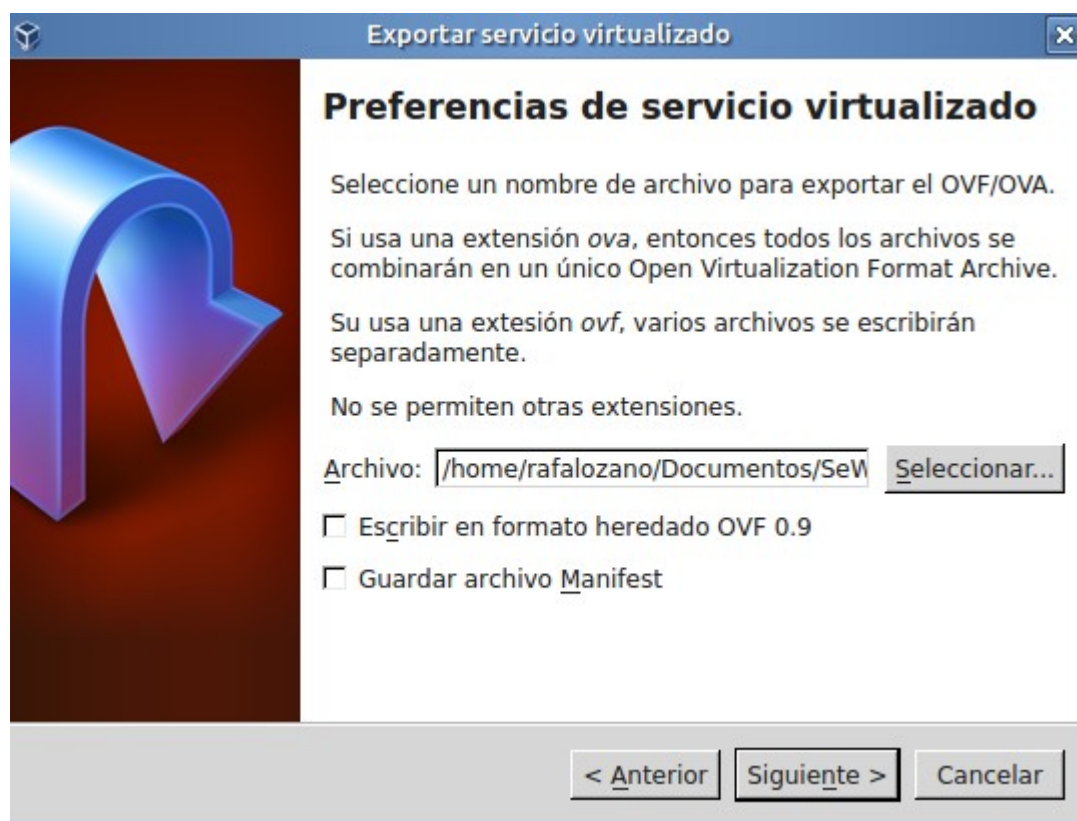 Exportar servicio virtualizado
Preferencias de servicio virtualizado
Seleccione un nombre de archivo para exportar el OVF/OVA.
Si usa una extensión ova, entonces todos los archivos se
combinarán en un único Open Virtualization Format Archive.
Su usa una extesión ovf, varios archivos se escribirán
separadamente.
No se permiten otras extensiones.
Archivo: /home/rafalozano/Documentos/SeW Seleccionar...
Escribir en formato heredado OVF 0.9
Guardar archivo Manifest
< Anterior Siguiente > Cancelar